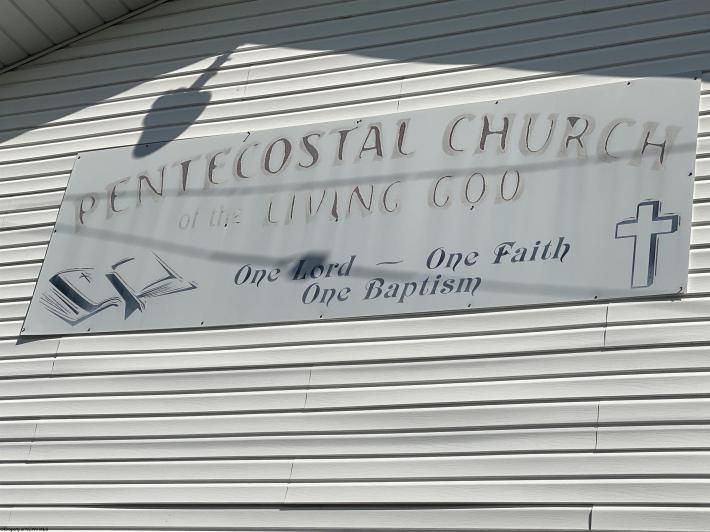 PENTECOSTAL CHURCH
of the LIVING GOD
One Lord — One Faith
One Baptism